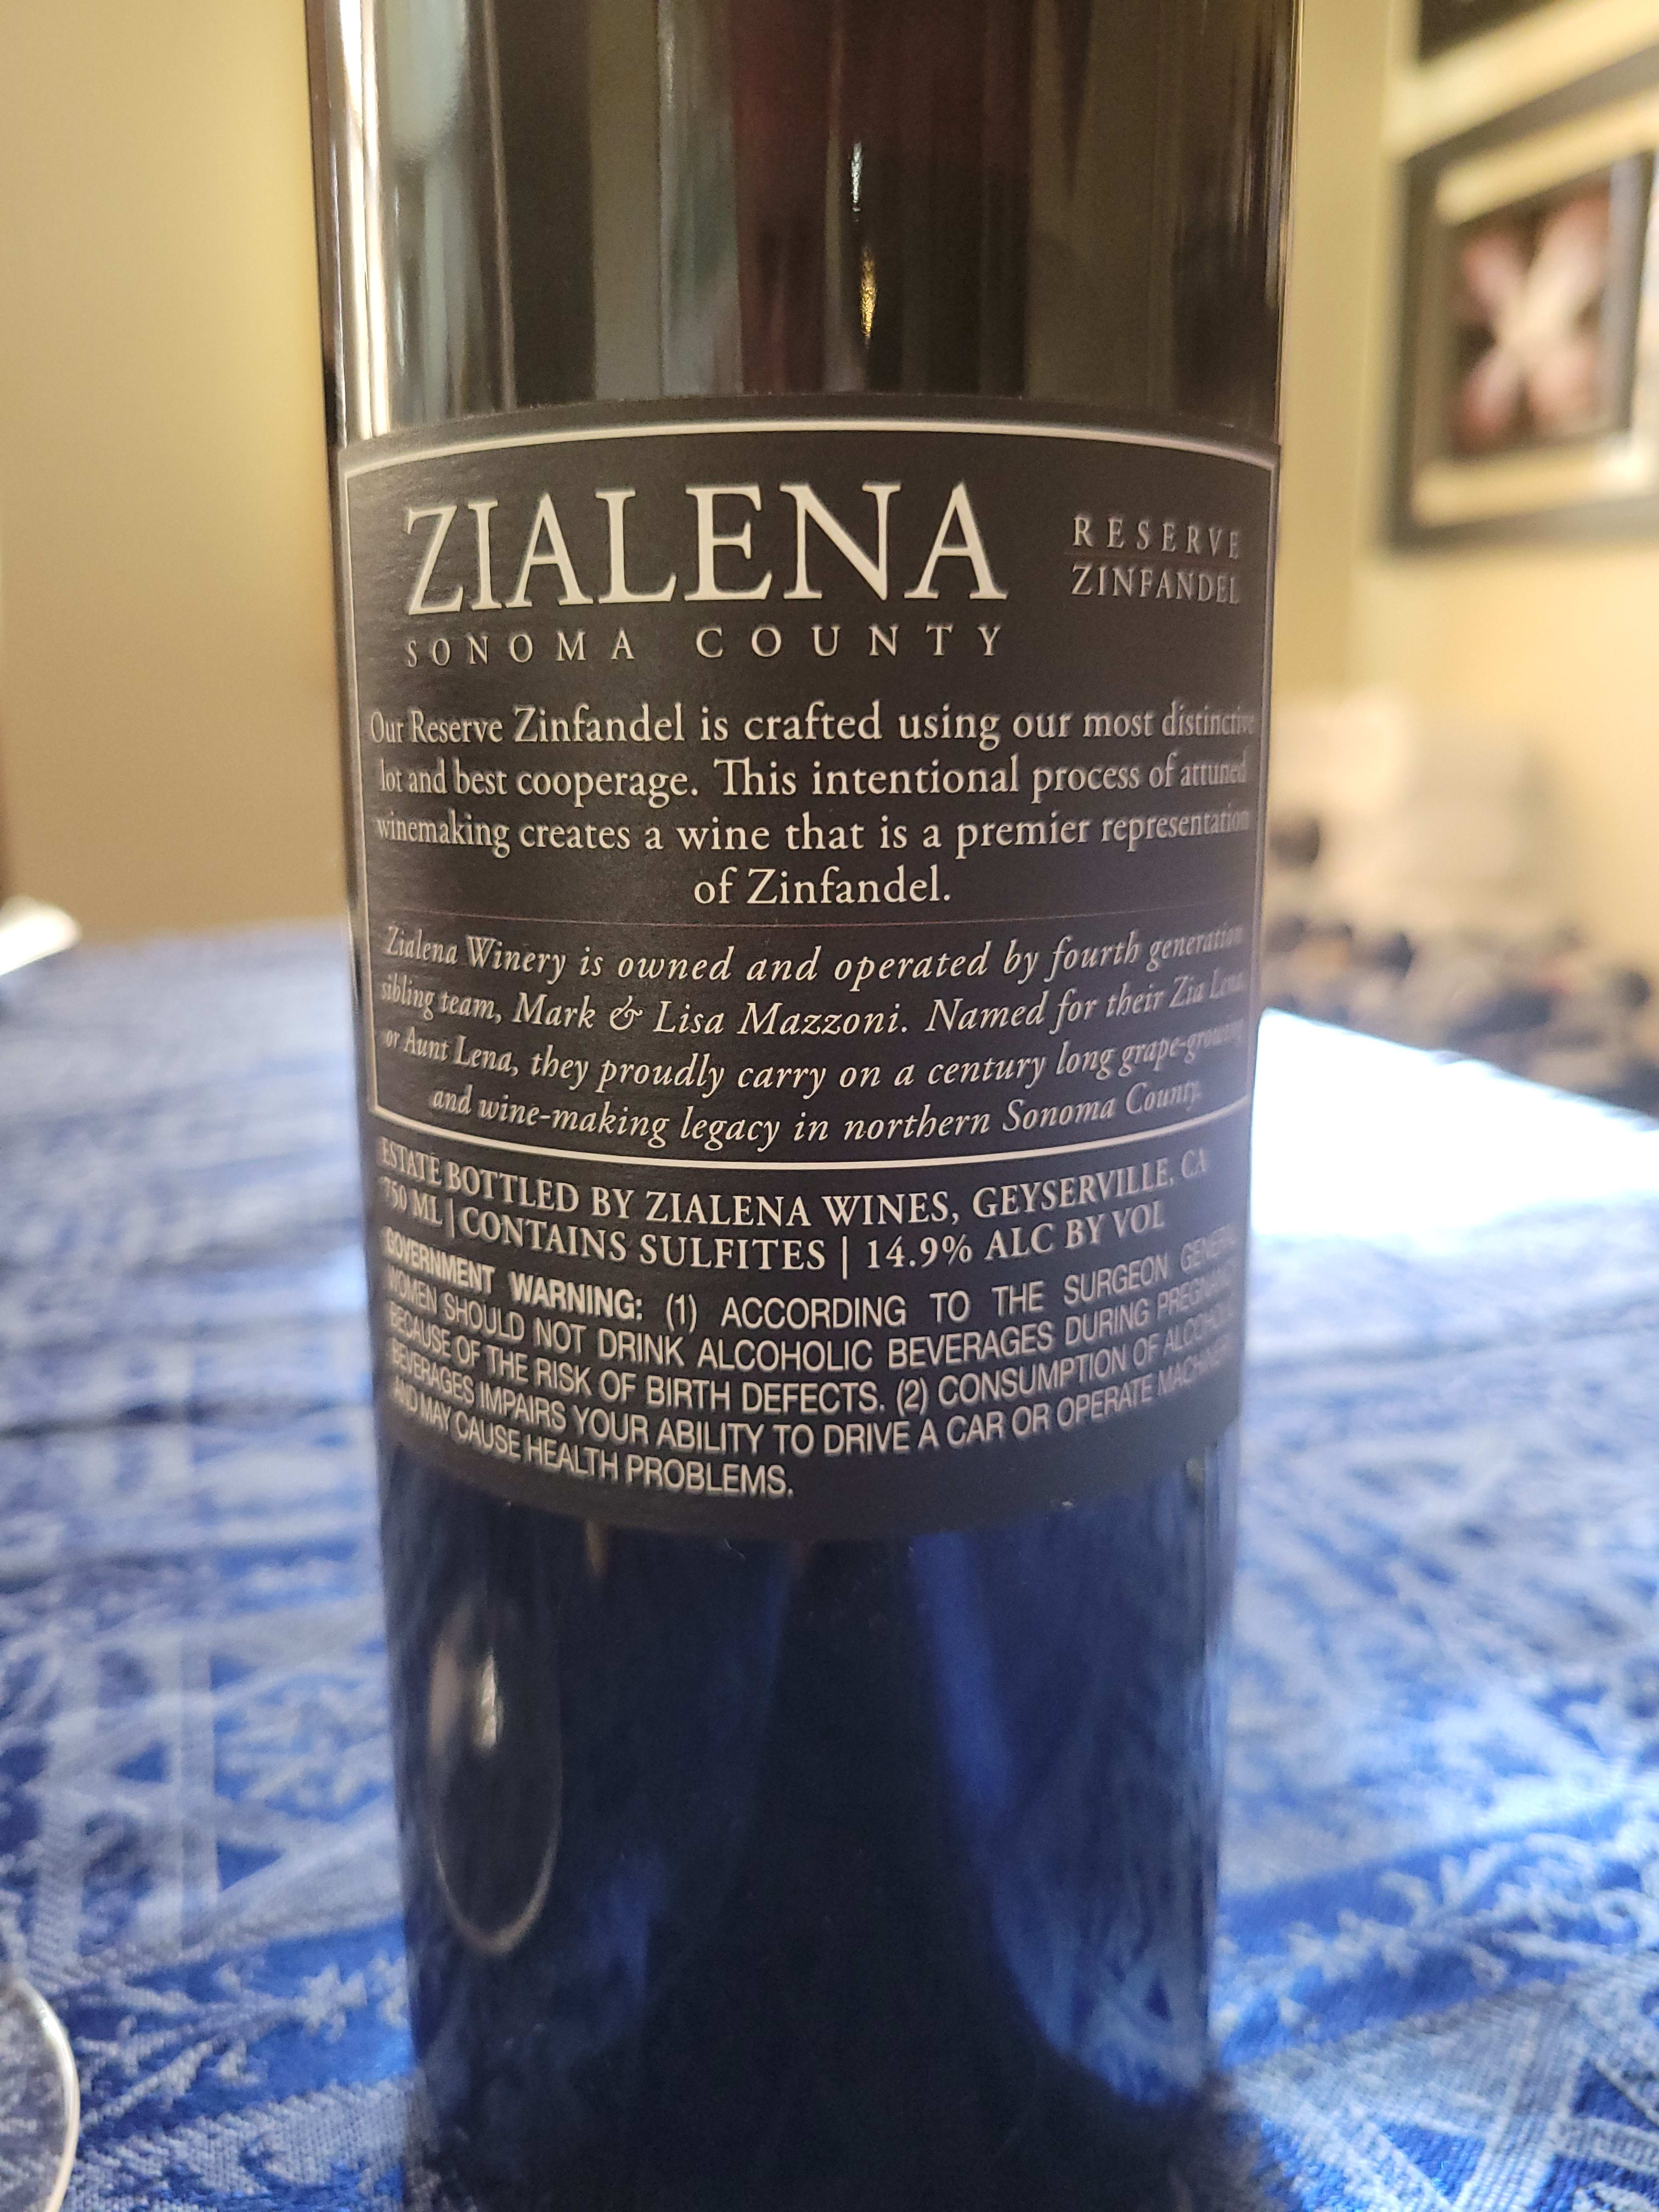 ZIALENA
SONOMA COUNTY
RESERVE
ZINFANDEL
Our Reserve Zinfandel is crafted using our most distinctive
lot and best cooperage. This intentional process of attuned
winemaking creates a wine that is a premier representation
of Zinfandel.
Zialena Winery is owned and operated by fourth generation
sibling team, Mark & Lisa Mazzoni. Named for their Zia Lena,
or Aunt Lena, they proudly carry on a century long grape-growing
and wine-making legacy in northern Sonoma County.
ESTATE BOTTLED BY ZIALENA WINES, GEYSERVILLE, CA
750 ML | CONTAINS SULFITES | 14.9% ALC BY VOL
GOVERNMENT WARNING: (1) ACCORDING TO THE SURGEON GENERAL
WOMEN SHOULD NOT DRINK ALCOHOLIC BEVERAGES DURING PREGNANCY
BECAUSE OF THE RISK OF BIRTH DEFECTS. (2) CONSUMPTION OF ALCOHOLIC
BEVERAGES IMPAIRS YOUR ABILITY TO DRIVE A CAR OR OPERATE MACHINERY
AND MAY CAUSE HEALTH PROBLEMS.